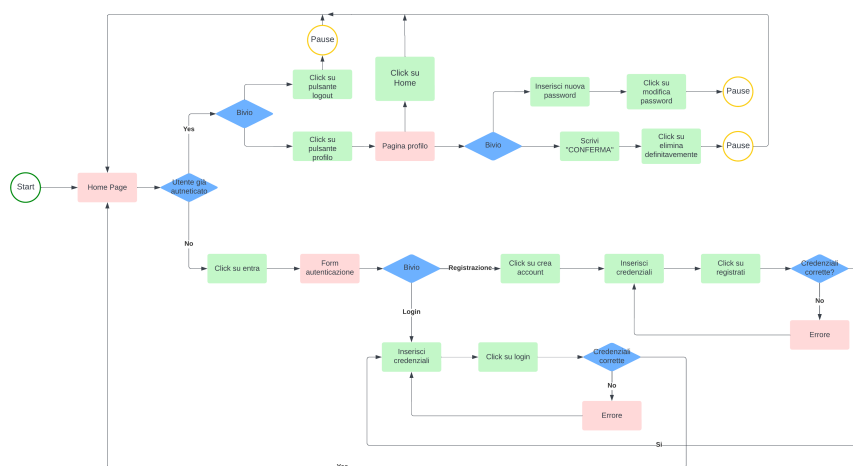 Pause
Click su
pulsante
logout
Click su
Home
Inserisci nuova
password
Click su
modifica
password
Pause
Bivio
Yes
Click su
pulsante
profilo
Pagina profilo
Bivio
Scrivi
"CONFERMA"
Click su
elimina
definitavemente
Pause
Start
Home Page
Utente già
autneticato
No
Click su entra
Form
autenticazione
Bivio
Registrazione
Click su crea
account
Inserisci
credenziali
Click su
registrati
Credenziali
corrette?
No
Errore
Login
Inserisci
credenziali
Click su login
Credenziali
corrette
No
Errore
Si
Yes